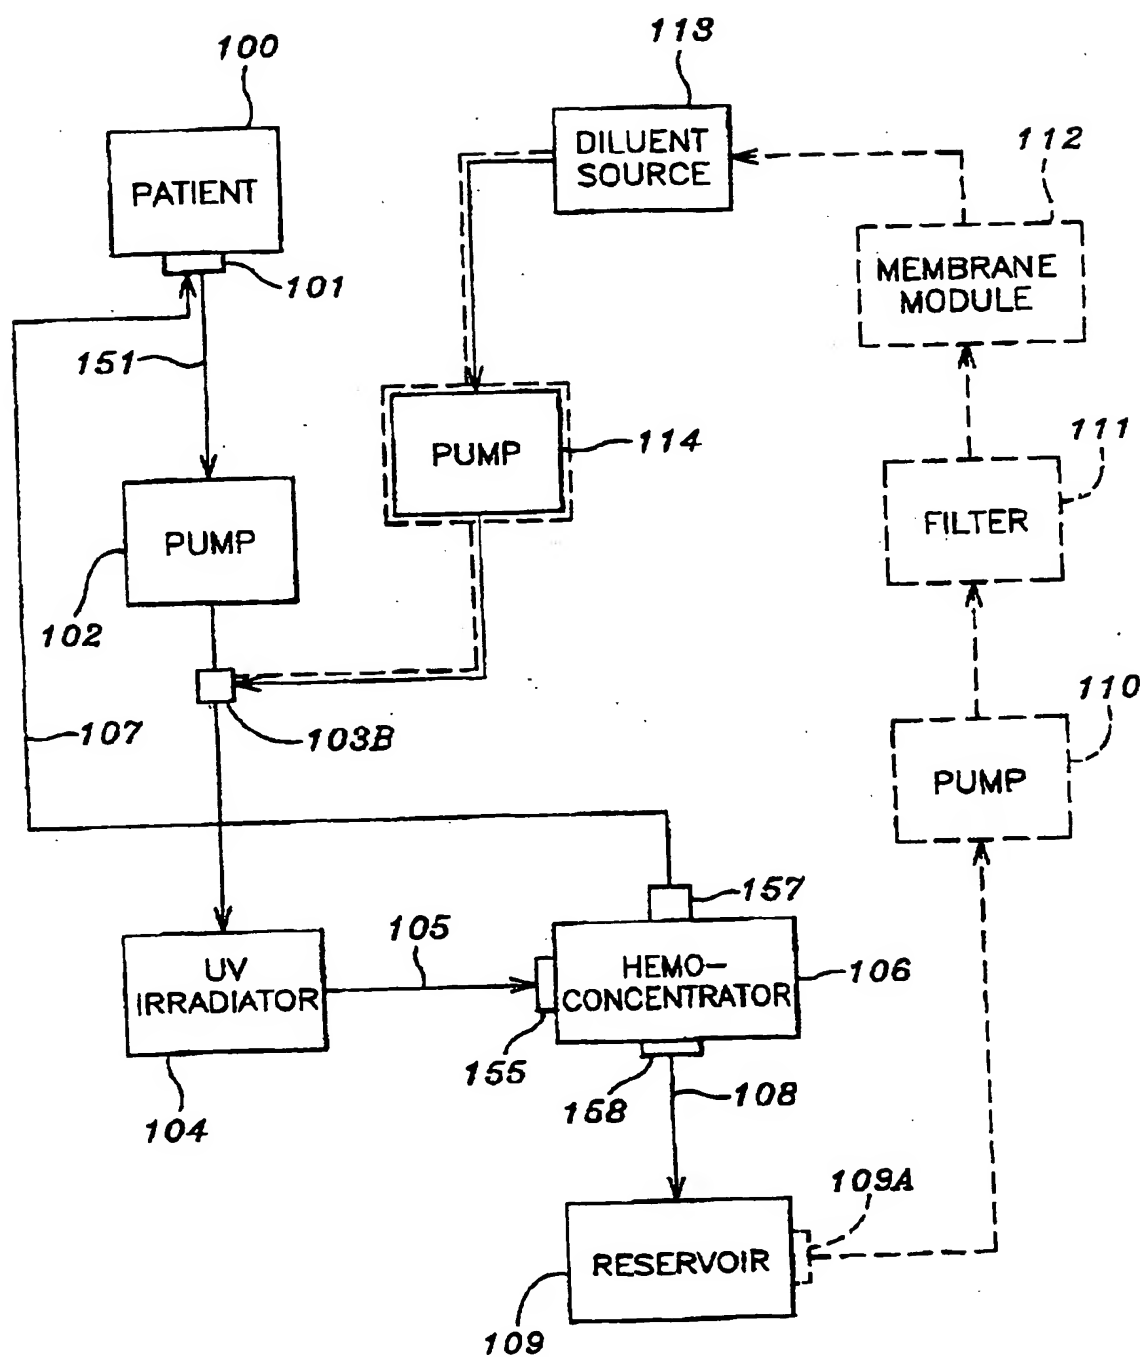 100
113
DILUENT
SOURCE
112
PATIENT
101
MEMBRANE
MODULE
151
PUMP
114
111
FILTER
PUMP
102
110
107
103B
PUMP
157
105
UV
IRRADIATOR
HEMO-
CONCENTRATOR
106
155
158
108
104
109A
RESERVOIR
109